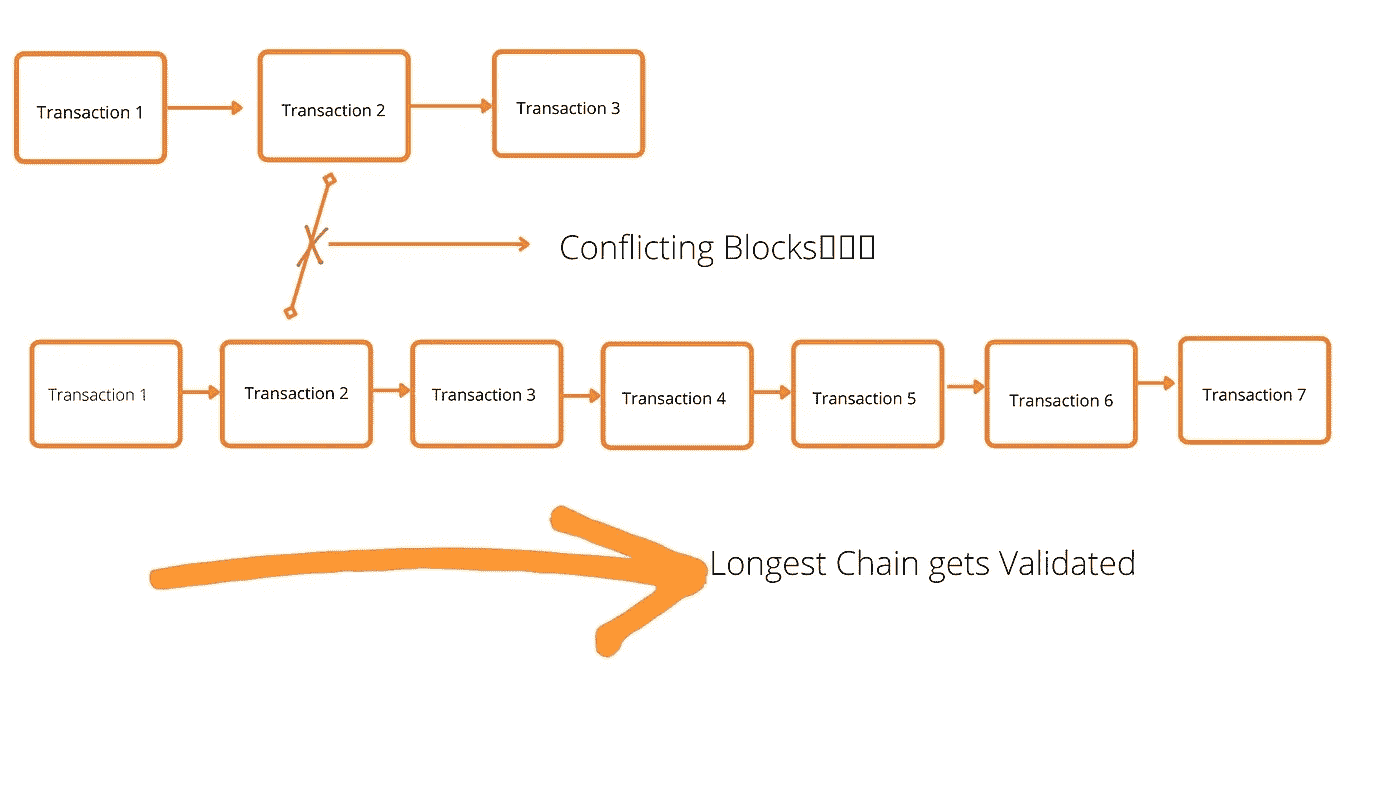 Transaction 1
Transaction 2
Transaction 3
Conflicting Blocks▯▯▯
Transaction 1
Transaction 2
Transaction 3
Transaction 4
Transaction 5
Transaction 6
Transaction 7
Longest Chain gets Validated